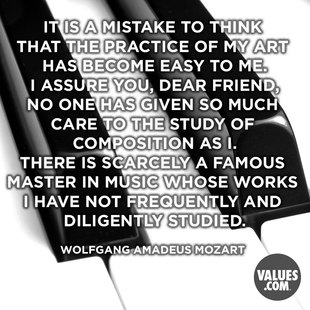 IT IS A MISTAKE TO THINK
THAT THE PRACTICE OF MY ART
HAS BECOME EASY TO ME.
I ASSURE YOU, DEAR FRIEND,
NO ONE HAS GIVEN SO MUCH
CARE TO THE STUDY OF
COMPOSITION AS I.
THERE IS SCARCELY A FAMOUS
MASTER IN MUSIC WHOSE WORKS
I HAVE NOT FREQUENTLY AND
DILIGENTLY STUDIED.
WOLFGANG AMADEUS MOZART
VALUES
.COM